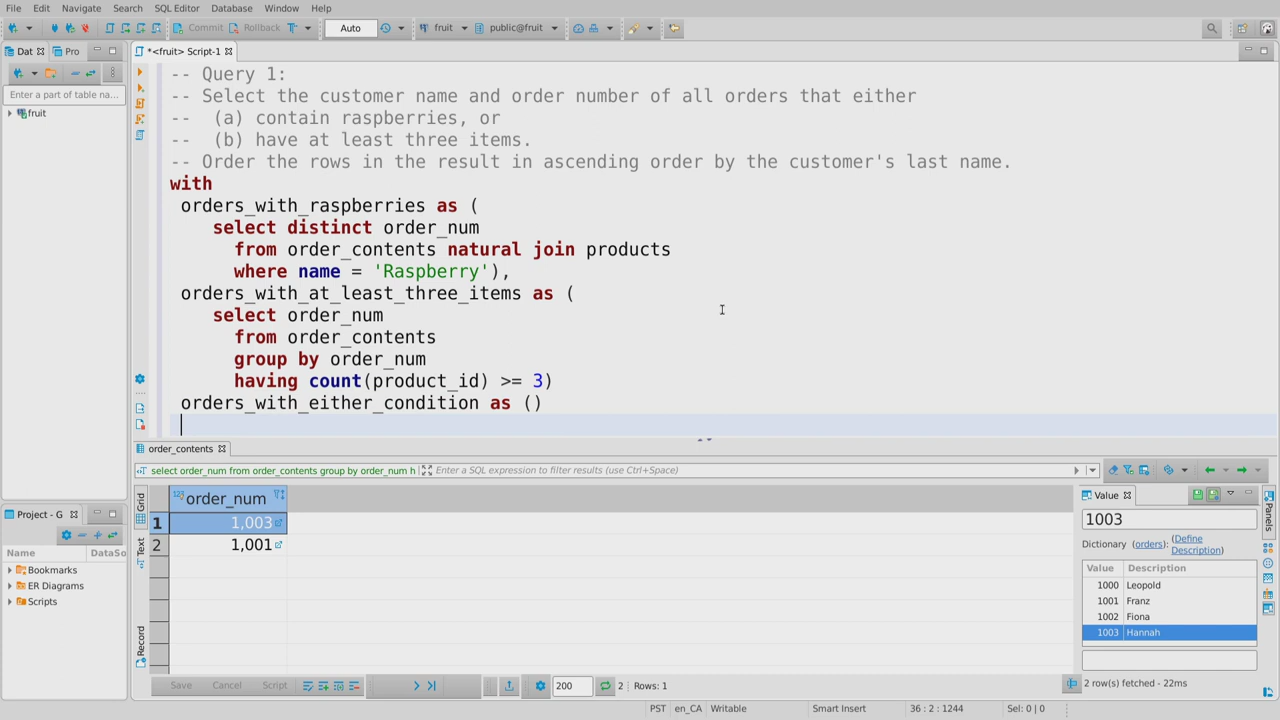 File Edit Navigate Search SQL Editor Database Window Help
Commit Rollback Auto fruit public@fruit
Dat Pro *<fruit> Script-1
Enter a part of table na...
fruit
-- Query 1:
-- Select the customer name and order number of all orders that either
--  (a) contain raspberries, or
--  (b) have at least three items.
-- Order the rows in the result in ascending order by the customer's last name.
with
orders_with_raspberries as (
select distinct order_num
from order_contents natural join products
where name = 'Raspberry'),
orders_with_at_least_three_items as (
select order_num
from order_contents
group by order_num
having count(product_id) >= 3)
orders_with_either_condition as ()
order_contents
select order_num from order_contents group by order_num h Enter a SQL expression to filter results (use Ctrl+Space)
Grid
Text
Record
123 order_num
1 1,003
2 1,001
Value
1003
Dictionary (orders): (Define Description)
Value Description
1000 Leopold
1001 Franz
1002 Fiona
1003 Hannah
Panels
Project - G
Name DataSo
Bookmarks
ER Diagrams
Scripts
Save Cancel Script 200 2 Rows: 1 2 row(s) fetched - 22ms
PST en_CA Writable Smart Insert 36 : 2 : 1244 Sel: 0 | 0